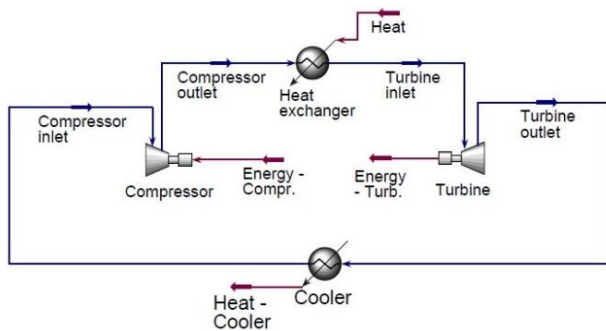 Heat
Compressor
outlet
Turbine
inlet
Heat
exchanger
Compressor
inlet
Turbine
outlet
Compressor
Energy -
Compr.
Energy
- Turb.
Turbine
Heat -
Cooler
Cooler